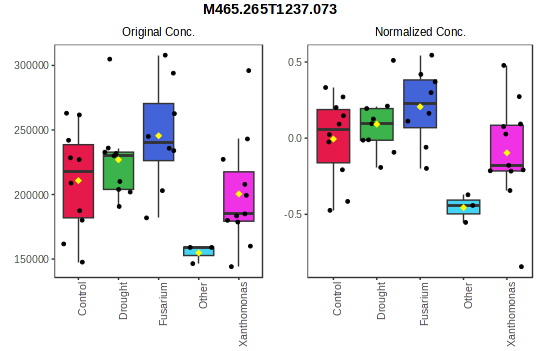 M465.265T1237.073
Original Conc.
Normalized Conc.
300000
250000
200000
150000
0.5
0.0
-0.5
Control
Drought
Fusarium
Other
Xanthomonas
Control
Drought
Fusarium
Other
Xanthomonas